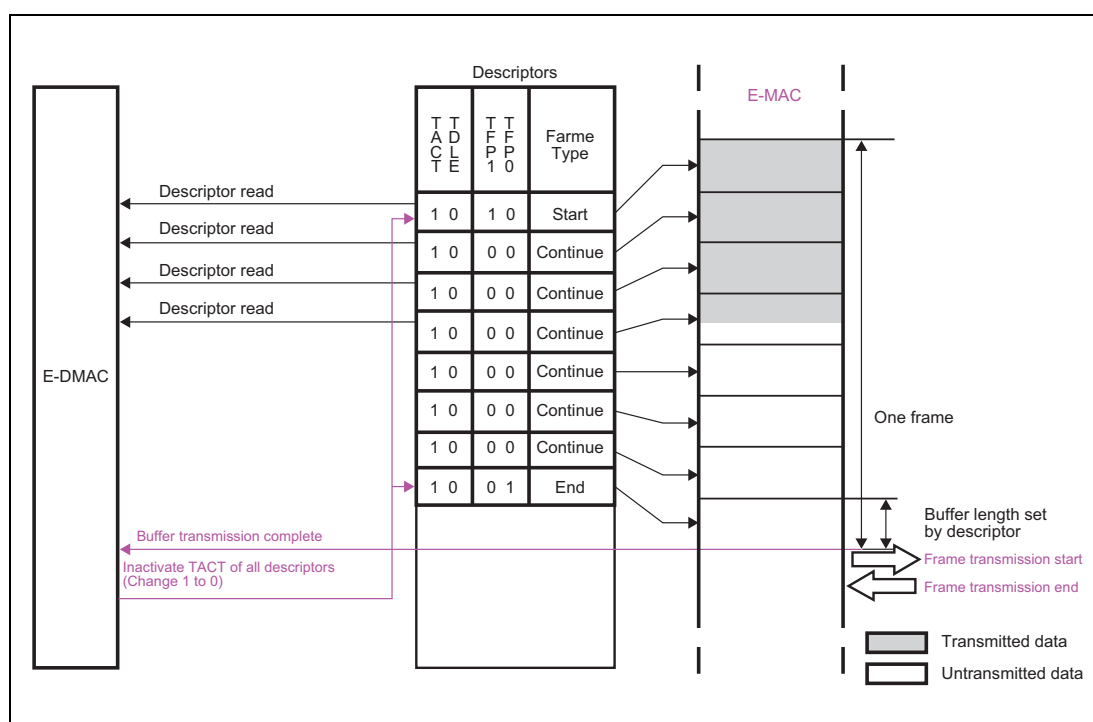 Descriptors
E-MAC
TACT TDLE TFP1 TFP0 Farme Type
Descriptor read
1 0 1 0 Start
Descriptor read
1 0 0 0 Continue
Descriptor read
1 0 0 0 Continue
Descriptor read
1 0 0 0 Continue
E-DMAC
1 0 0 0 Continue
1 0 0 0 Continue
One frame
1 0 0 0 Continue
1 0 0 1 End
Buffer length set
by descriptor
Buffer transmission complete
Inactivate TACT of all descriptors
(Change 1 to 0)
Frame transmission start
Frame transmission end
Transmitted data
Untransmitted data